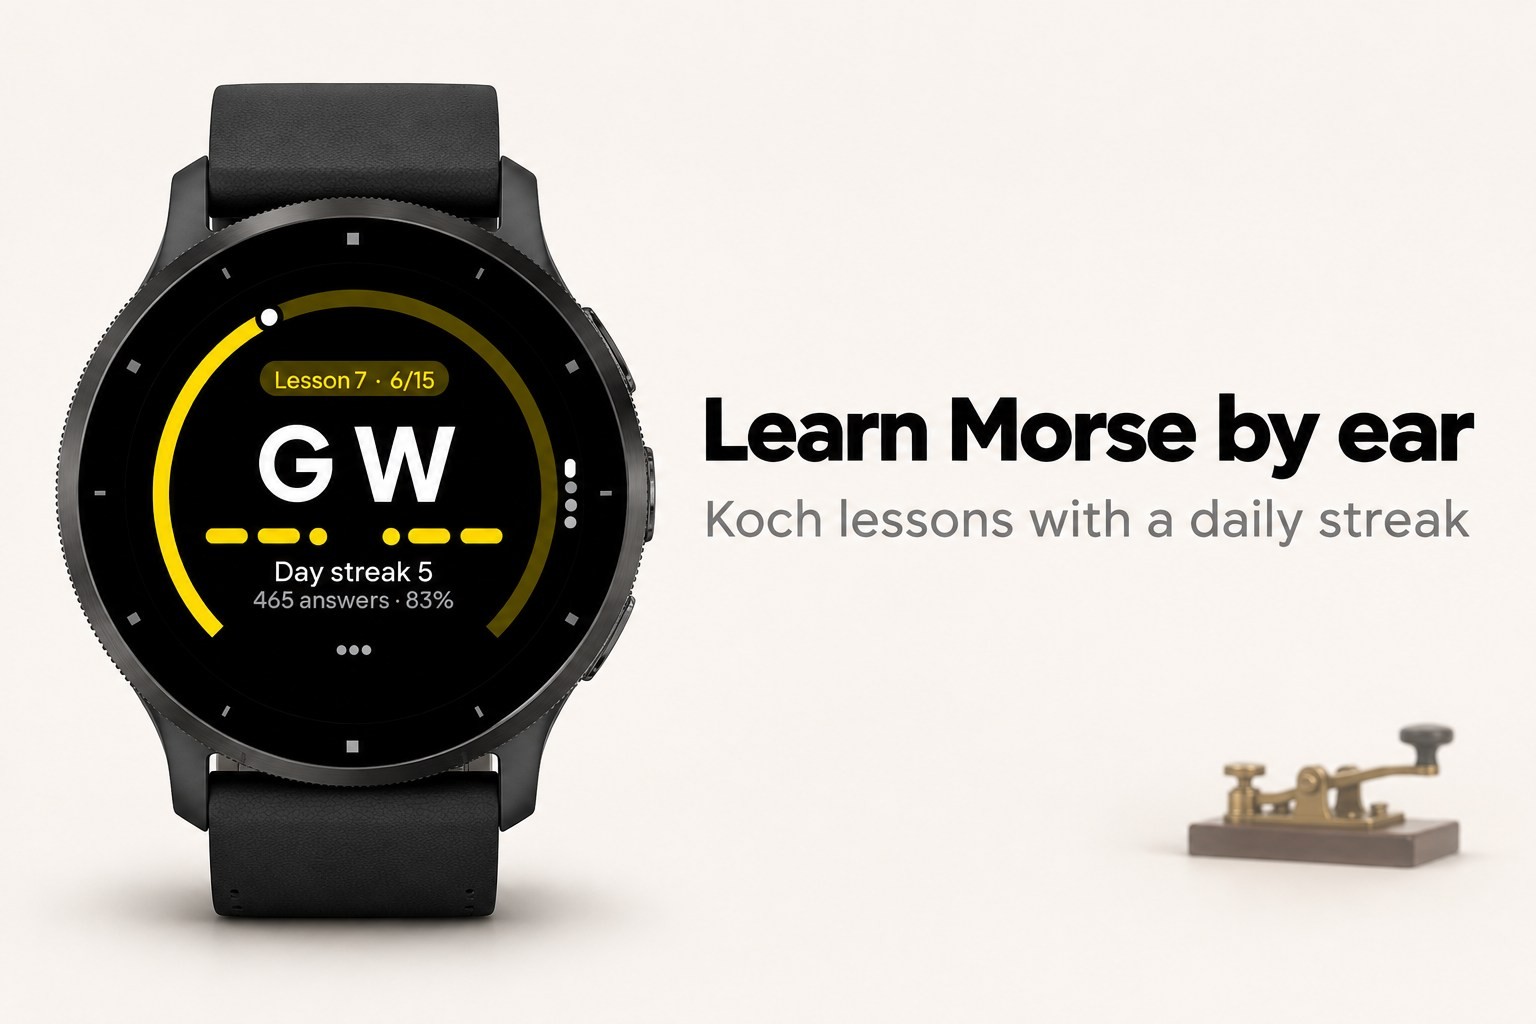 Lesson 7 · 6/15
G W
Day streak 5
465 answers · 83%
Learn Morse by ear
Koch lessons with a daily streak